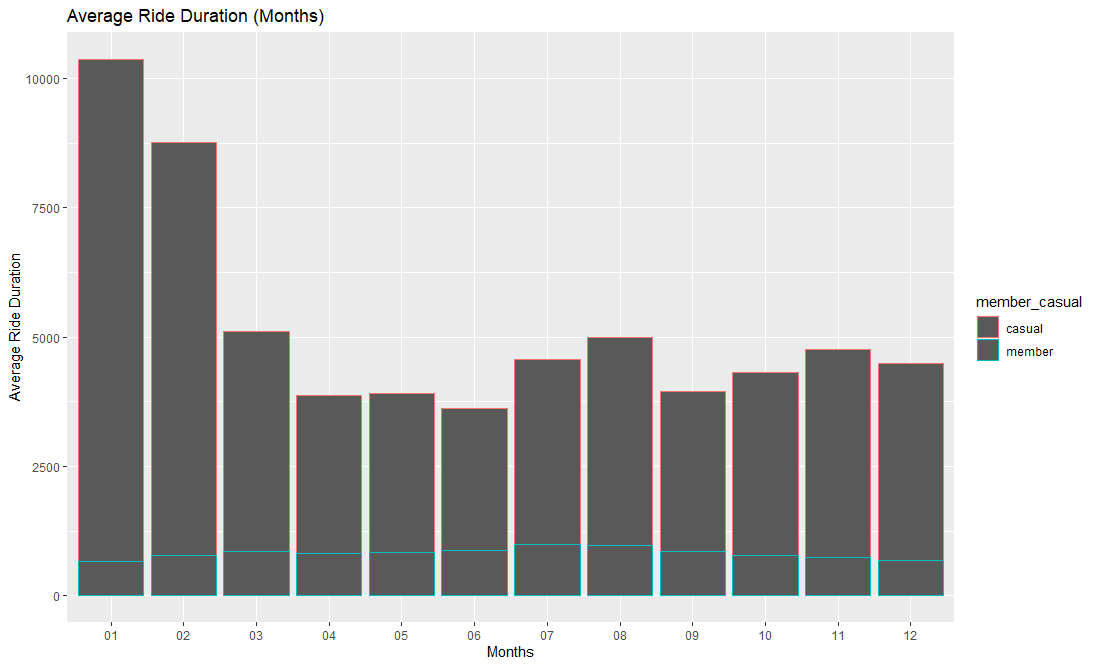 Average Ride Duration (Months)
Average Ride Duration
10000
7500
5000
2500
0
01 02 03 04 05 06 07 08 09 10 11 12
Months
member_casual
casual
member